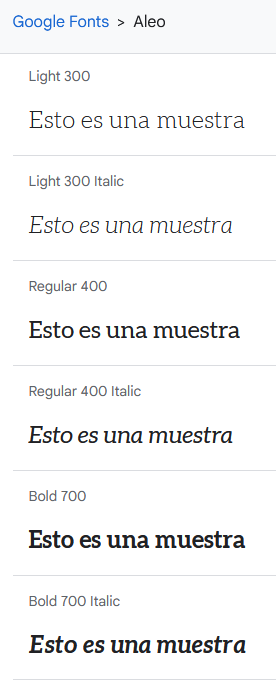 Google Fonts > Aleo
Light 300
Esto es una muestra
Light 300 Italic
Esto es una muestra
Regular 400
Esto es una muestra
Regular 400 Italic
Esto es una muestra
Bold 700
Esto es una muestra
Bold 700 Italic
Esto es una muestra